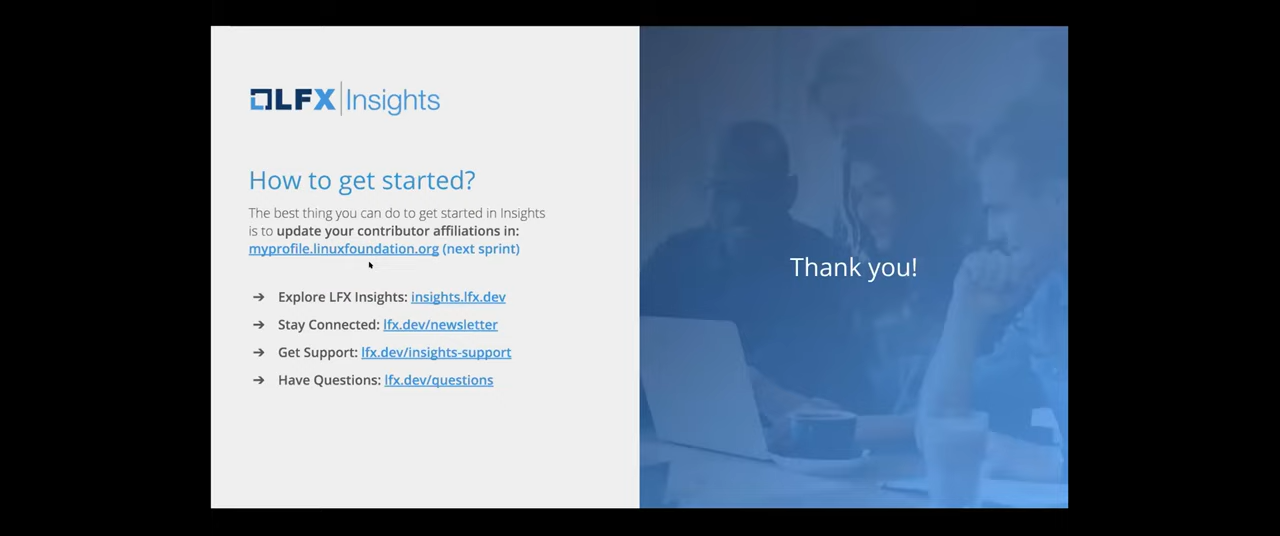 LFX Insights
How to get started?
The best thing you can do to get started in Insights
is to update your contributor affiliations in:
myprofile.linuxfoundation.org (next sprint)
➔ Explore LFX Insights: insights.lfx.dev
➔ Stay Connected: lfx.dev/newsletter
➔ Get Support: lfx.dev/insights-support
➔ Have Questions: lfx.dev/questions
Thank you!